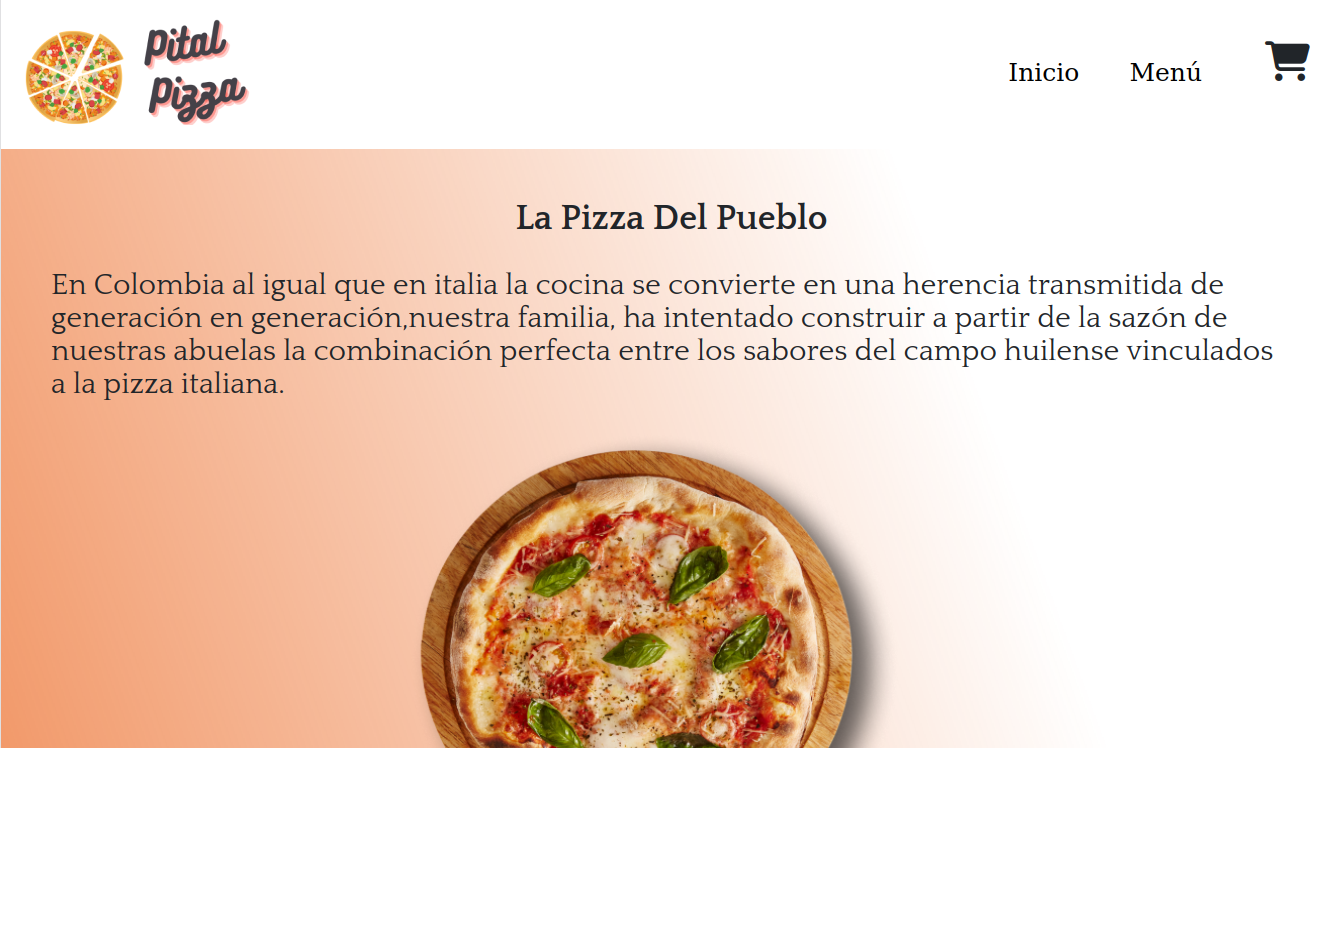 Pital
Pizza
Inicio
Menú
La Pizza Del Pueblo
En Colombia al igual que en italia la cocina se convierte en una herencia transmitida de
generación en generación,nuestra familia, ha intentado construir a partir de la sazón de
nuestras abuelas la combinación perfecta entre los sabores del campo huilense vinculados
a la pizza italiana.